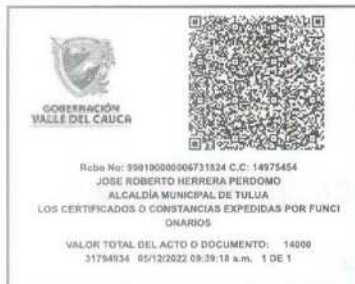 GOBERNACIÓN
VALLE DEL CAUCA
Rcbo No: 990100000006731824 C.C: 14975454
JOSE ROBERTO HERRERA PERDOMO
ALCALDÍA MUNICIPAL DE TULUA
LOS CERTIFICADOS O CONSTANCIAS EXPEDIDAS POR FUNCI
ONARIOS
VALOR TOTAL DEL ACTO O DOCUMENTO: 14000
31794934 05/12/2022 09:39:18 a.m. 1 DE 1